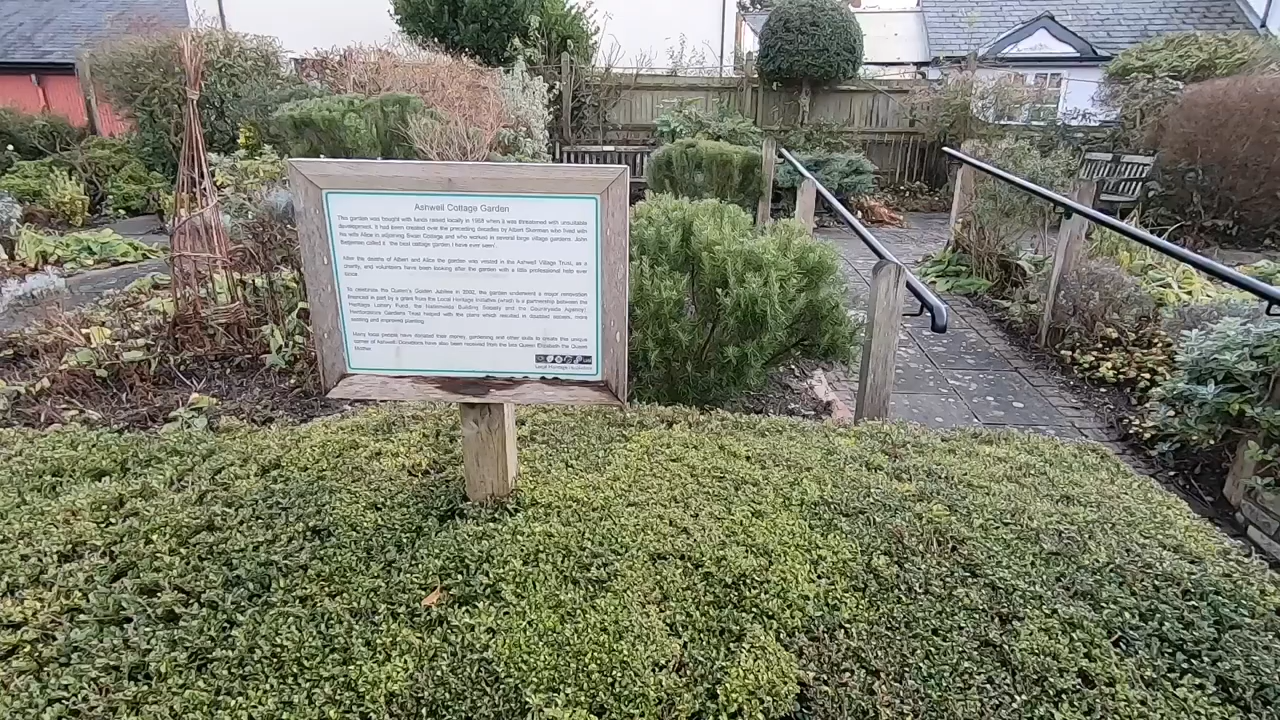 Ashwell Cottage Garden
This garden was bought with funds raised locally in when it was threatened with unsuitable
development. It had been created over the preceding decades by Albert Sherman who lived with
his wife Alice in adjoining Swan Cottage and who worked in several large village gardens. John
Betjeman called it 'the best cottage garden I have ever seen'.
After the deaths of Albert and Alice the garden was vested in the Ashwell Village Trust, as a
charity, and volunteers have been looking after the garden with a little professional help ever
since.
To celebrate the Queen's Golden Jubilee in 2002, the garden underwent a major renovation
financed in part by a grant from the Local Heritage Initiative (which) is a partnership between the
Heritage Lottery Fund, the Nationwide Building Society and the Countryside Agency).
Hertfordshire Gardens Trust helped with the plans which resulted in disabled access, more
seating and improved planting.
Many local people have donated their money, gardening and other skills to create this unique
corner of Ashwell. Donations have also been received from the late Queen Elizabeth the Queen
Mother.
Local Heritage